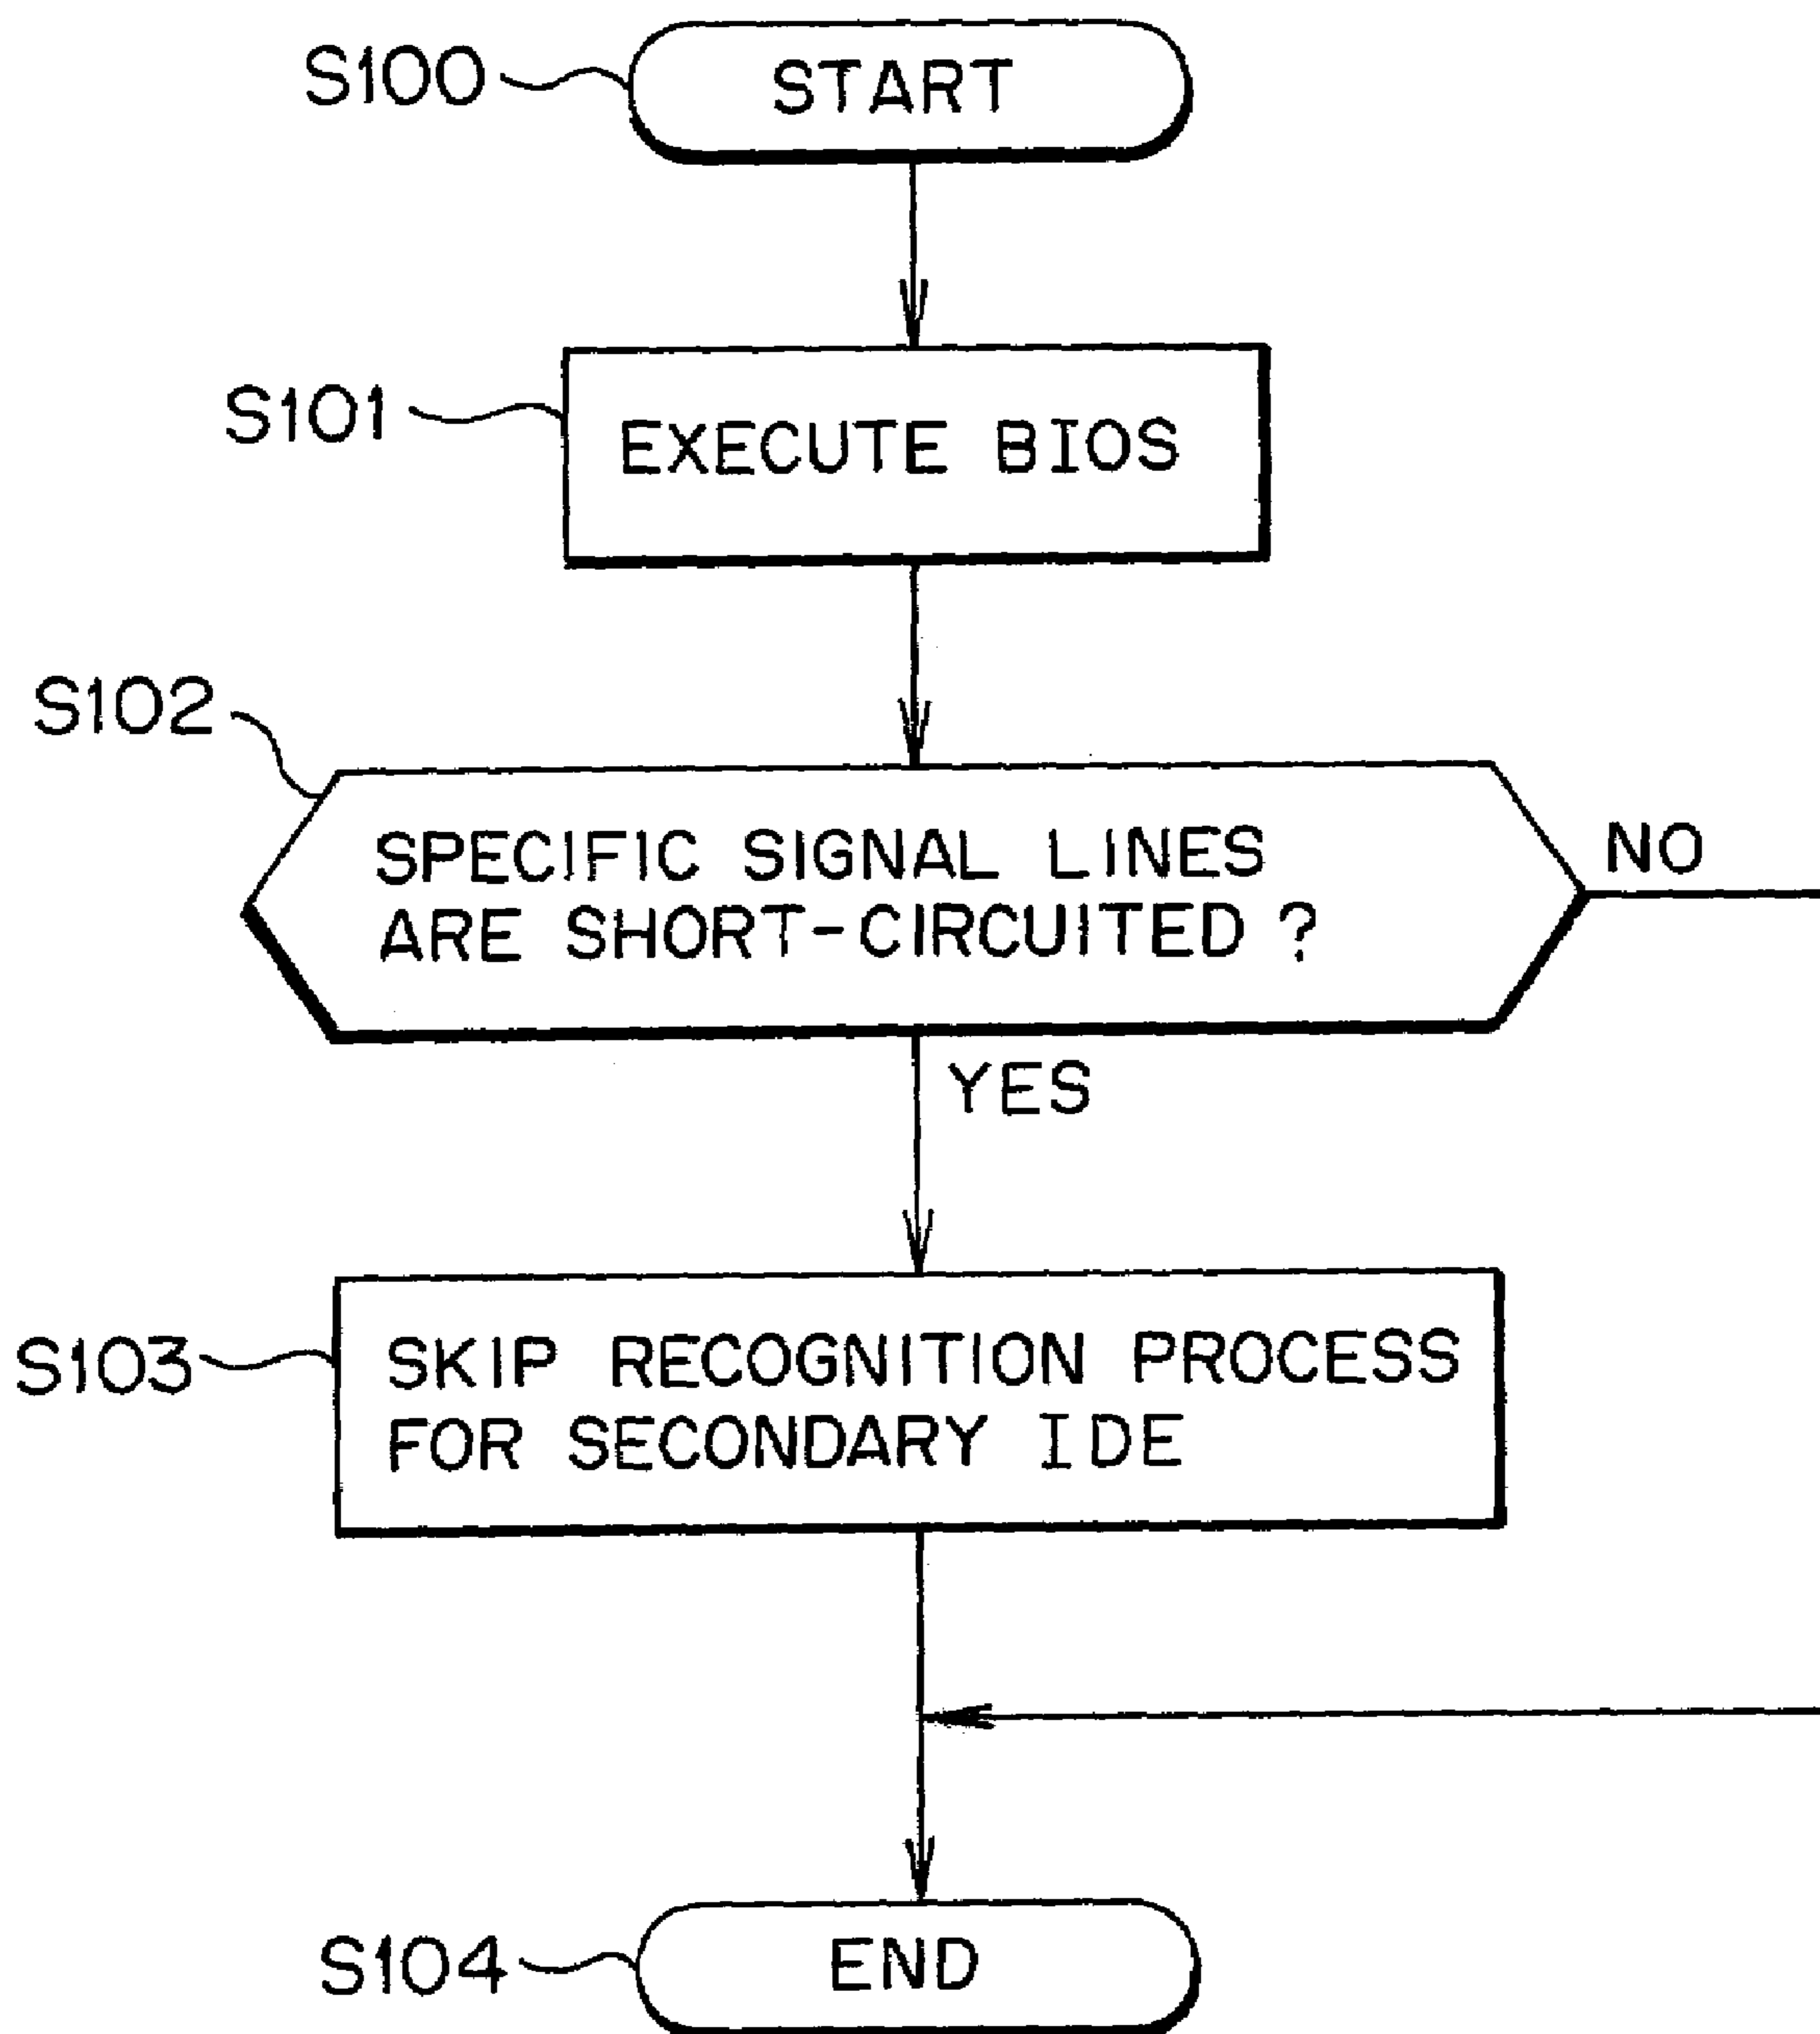 S100
START
S101
EXECUTE BIOS
S102
SPECIFIC SIGNAL LINES
ARE SHORT-CIRCUITED ?
NO
YES
S103
SKIP RECOGNITION PROCESS
FOR SECONDARY IDE
S104
END